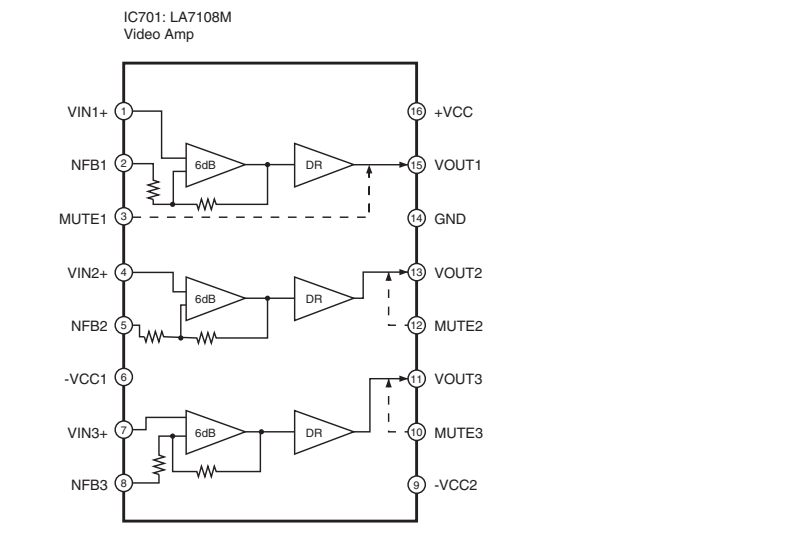 IC701: LA7108M
Video Amp
VIN1+ 1 16 +VCC
NFB1 2 6dB DR 15 VOUT1
MUTE1 3 14 GND
VIN2+ 4 13 VOUT2
6dB DR
NFB2 5 12 MUTE2
-VCC1 6 11 VOUT3
VIN3+ 7 6dB DR 10 MUTE3
NFB3 8 9 -VCC2